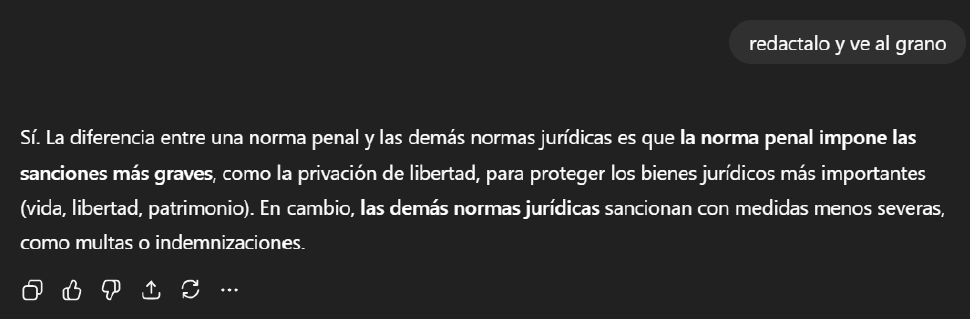 redactalo y ve al grano
Sí. La diferencia entre una norma penal y las demás normas jurídicas es que la norma penal impone las
sanciones más graves, como la privación de libertad, para proteger los bienes jurídicos más importantes
(vida, libertad, patrimonio). En cambio, las demás normas jurídicas sancionan con medidas menos severas,
como multas o indemnizaciones.